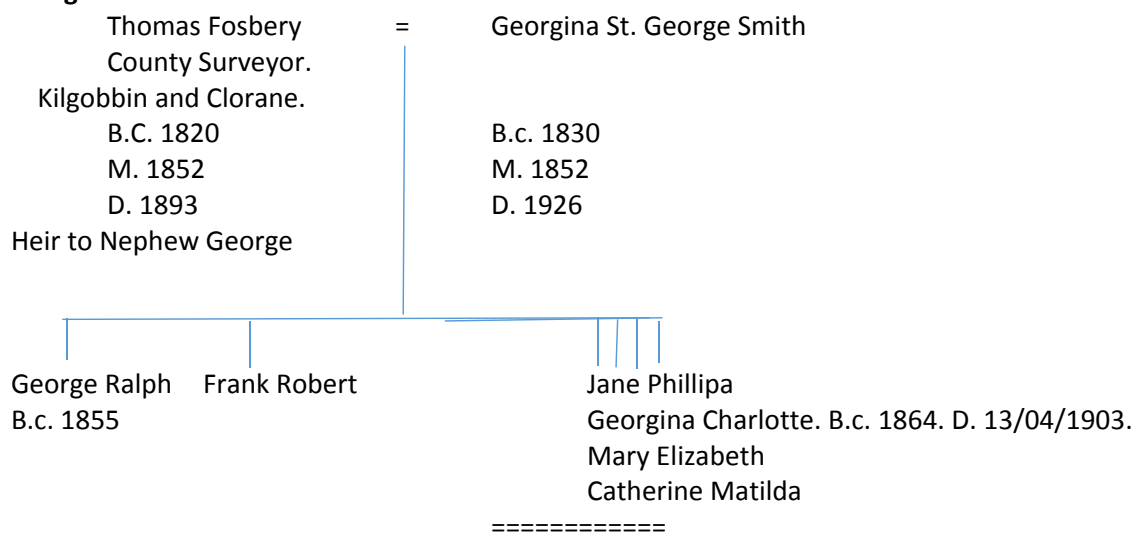 Thomas Fosbery = Georgina St. George Smith
County Surveyor.
Kilgobbin and Clorane.
B.C. 1820 B.c. 1830
M. 1852 M. 1852
D. 1893 D. 1926
Heir to Nephew George
George Ralph Frank Robert Jane Phillipa
B.c. 1855 Georgina Charlotte. B.c. 1864. D. 13/04/1903.
Mary Elizabeth
Catherine Matilda
============